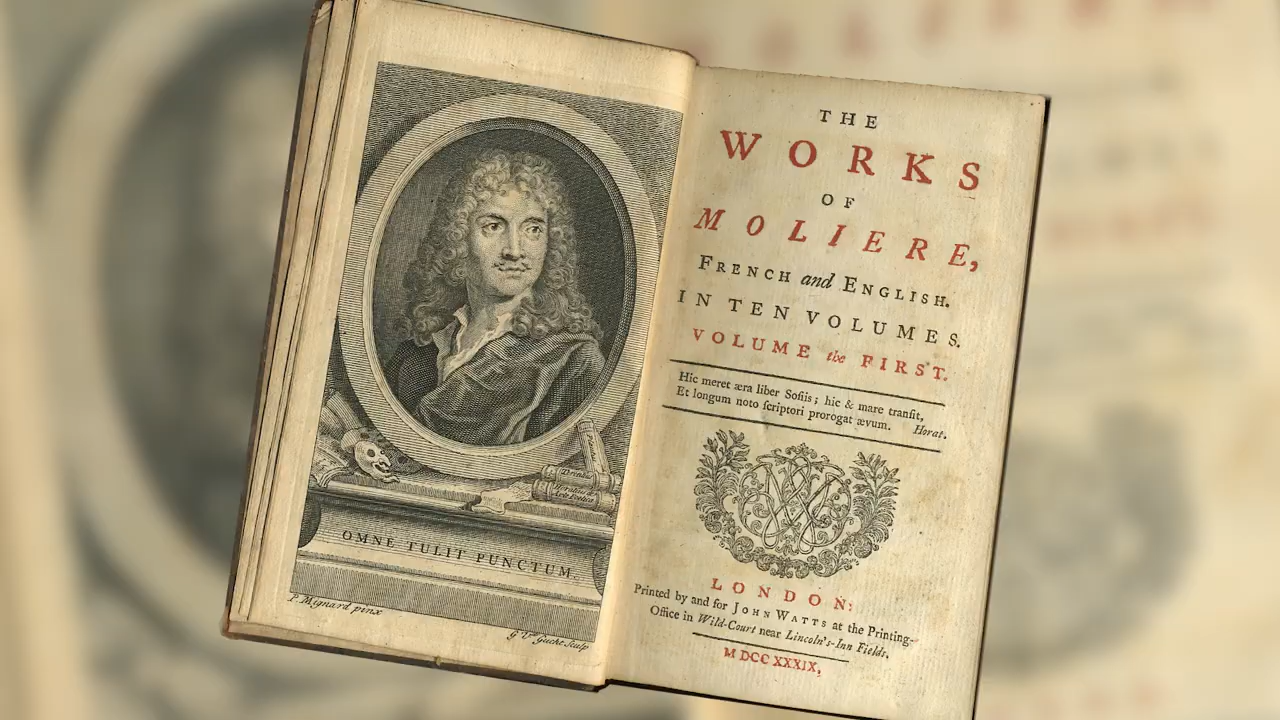 OMNE TULIT PUNCTUM.
P. Mignard pinx
THE
WORKS
OF
MOLIERE,
FRENCH and ENGLISH.
IN TEN VOLUMES.
VOLUME the FIRST.
Hic meret æra liber Sosiis; hic & mare transit,
Et longum noto scriptori prorogat ævum. Horat.
LONDON:
Printed by and for JOHN WATTS at the Printing-
Office in Wild-Court near Lincoln's-Inn Fields.
MDCCXXXIX,